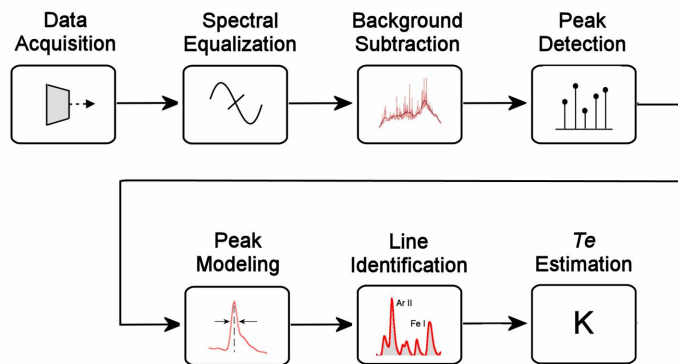 Data
Acquisition
Spectral
Equalization
Background
Subtraction
Peak
Detection
Peak
Modeling
Line
Identification
Te
Estimation
Ar II
Fe I
K